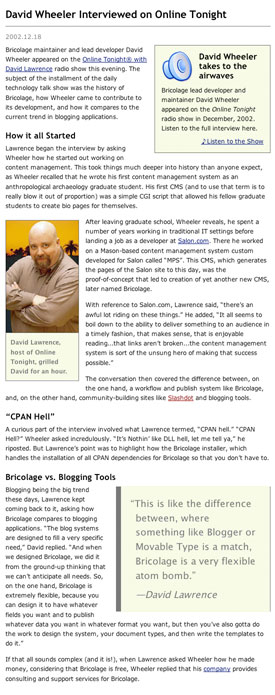 David Wheeler Interviewed on Online Tonight
2002.12.18
Bricolage maintainer and lead developer David
Wheeler appeared on the Online Tonight® with
David Lawrence radio show this evening. The
subject of the installment of the daily
technology talk show was the history of
Bricolage, how Wheeler came to contribute to
its development, and how it compares to the
current trend in blogging applications.
David Wheeler
takes to the
airwaves
Bricolage lead developer and
maintainer David Wheeler
appeared on the Online Tonight
radio show in December, 2002.
Listen to the full interview here.
♪ Listen to the Show
How it all Started
Lawrence began the interview by asking
Wheeler how he started out working on
content management. This took things much deeper into history than anyone expect,
as Wheeler recalled that he wrote his first content management system as an
anthropological archaeology graduate student. His first CMS (and to use that term is to
really blow it out of proportion) was a simple CGI script that allowed his fellow graduate
students to create bio pages for themselves.
After leaving graduate school, Wheeler reveals, he spent a
number of years working in traditional IT settings before
landing a job as a developer at Salon.com. There he worked
on a Mason-based content management system custom
developed for Salon called "MPS". This CMS, which generates
the pages of the Salon site to this day, was the
proof-of-concept that led to creation of yet another new CMS,
later named Bricolage.
With reference to Salon.com, Lawrence said, "there's an
awful lot riding on these things." He added, "It all seems to
boil down to the ability to deliver something to an audience in
a timely fashion, that makes sense, that is enjoyable
reading...that links aren't broken...the content management
system is sort of the unsung hero of making that success
possible."
David Lawrence,
host of Online
Tonight, grilled
David for an hour.
The conversation then covered the difference between, on
the one hand, a workflow and publish system like Bricolage,
and, on the other hand, community-building sites like Slashdot and blogging tools.
"CPAN Hell"
A curious part of the interview involved what Lawrence termed, "CPAN hell." "CPAN
Hell?" Wheeler asked incredulously. "It's Nothin' like DLL hell, let me tell ya," he
riposted. But Lawrence's point was to highlight how the Bricolage installer, which
handles the installation of all CPAN dependencies for Bricolage so that you don't have to.
Bricolage vs. Blogging Tools
Blogging being the big trend
these days, Lawrence kept
coming back to it, asking how
Bricolage compares to blogging
applications. "The blog systems
are designed to fill a very specific
need," David replied. "And when
we designed Bricolage, we did it
from the ground-up thinking that
we can't anticipate all needs. So,
on the one hand, Bricolage is
extremely flexible, because you
can design it to have whatever
fields you want and to publish
whatever data you want in whatever format you want, but then you've also gotta do
the work to design the system, your document types, and then write the templates to
do it."
"This is like the difference
between, where
something like Blogger or
Movable Type is a match,
Bricolage is a very flexible
atom bomb."
—David Lawrence
If that all sounds complex (and it is!), when Lawrence asked Wheeler how he made
money, considering that Bricolage is free, Wheeler replied that his company provides
consulting and support services for Bricolage.